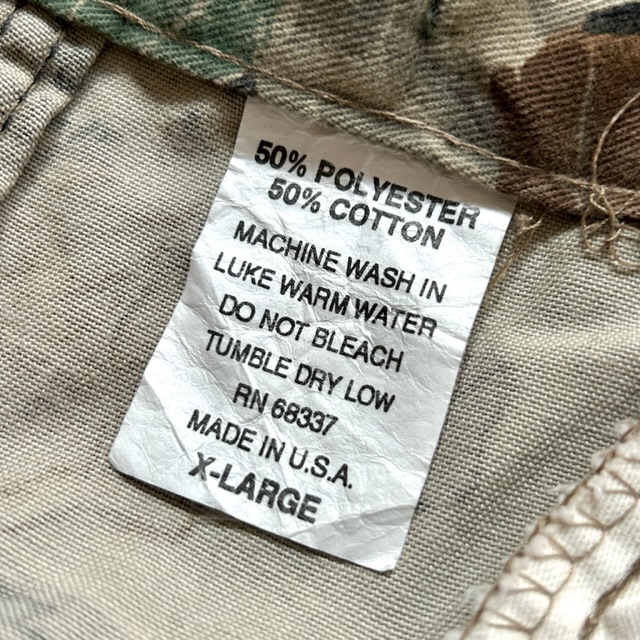 50% POLYESTER
50% COTTON
MACHINE WASH IN
LUKE WARM WATER
DO NOT BLEACH
TUMBLE DRY LOW
RN 68337
MADE IN U.S.A.
X-LARGE